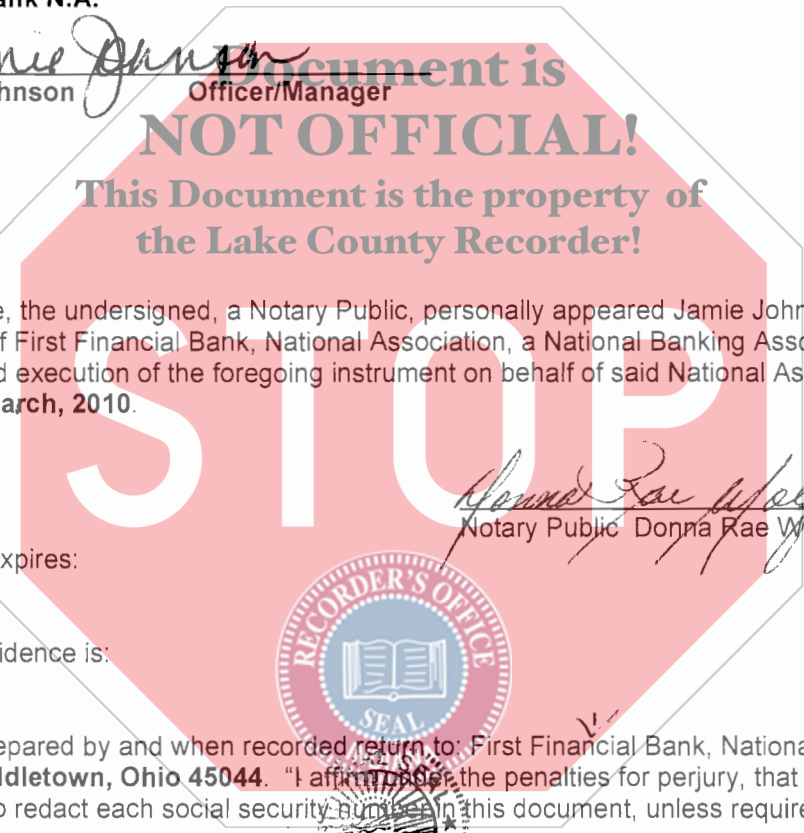 ank N.A.
nie Johnson
hnson Officer/Manager
Document is
NOT OFFICIAL!
This Document is the property of
the Lake County Recorder!
e, the undersigned, a Notary Public, personally appeared Jamie John
of First Financial Bank, National Association, a National Banking Asso
d execution of the foregoing instrument on behalf of said National As
arch, 2010.
STOP
Donna Rae
Notary Public Donna Rae W
xpires:
RECORDER'S OFFICE
idence is:
SEAL
epared by and when recorded return to: First Financial Bank, Nationa
ddletown, Ohio 45044. "I affirm under the penalties for perjury, that
o redact each social security number in this document, unless require